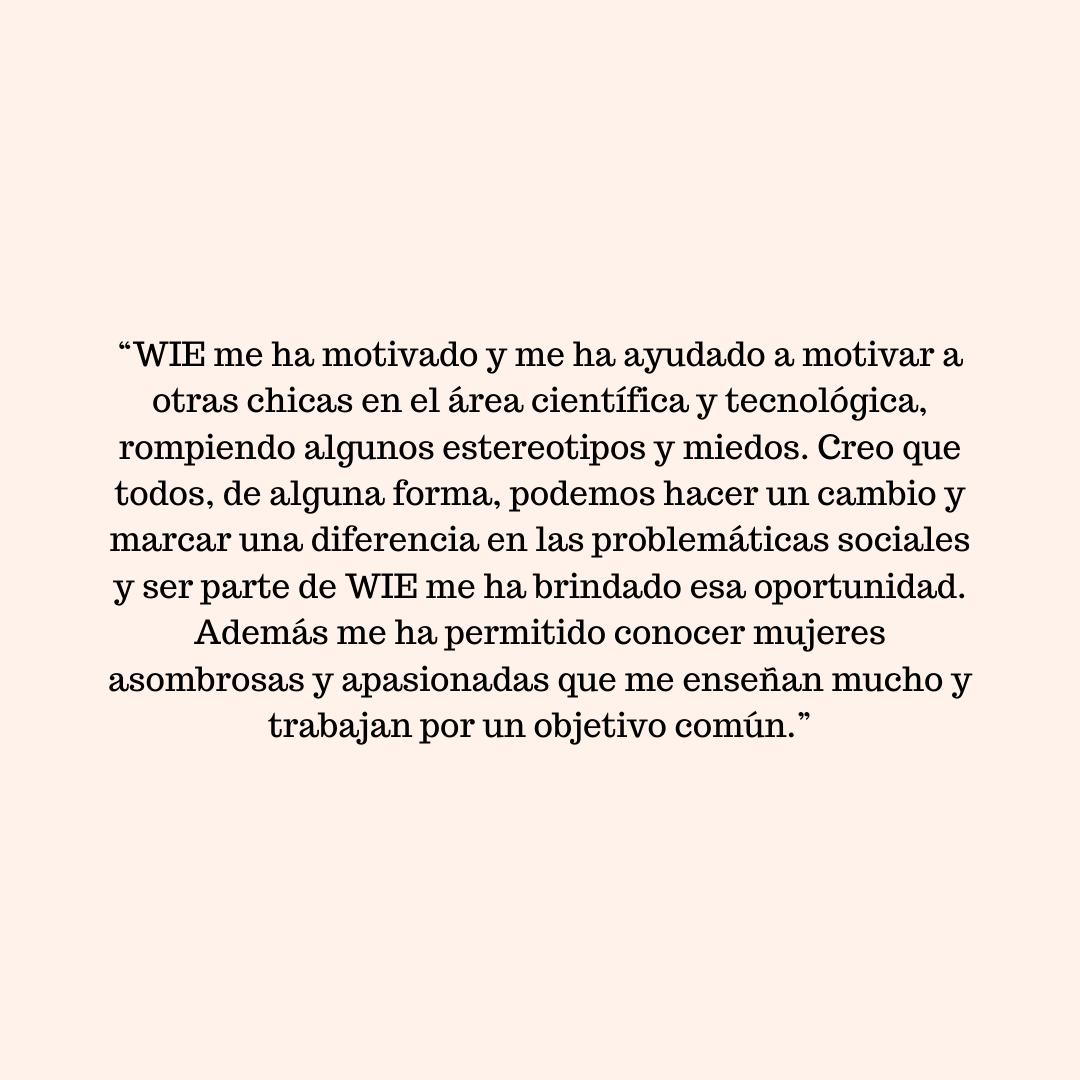 “WIE me ha motivado y me ha ayudado a motivar a
otras chicas en el área científica y tecnológica,
rompiendo algunos estereotipos y miedos. Creo que
todos, de alguna forma, podemos hacer un cambio y
marcar una diferencia en las problemáticas sociales
y ser parte de WIE me ha brindado esa oportunidad.
Además me ha permitido conocer mujeres
asombrosas y apasionadas que me enseñan mucho y
trabajan por un objetivo común.”